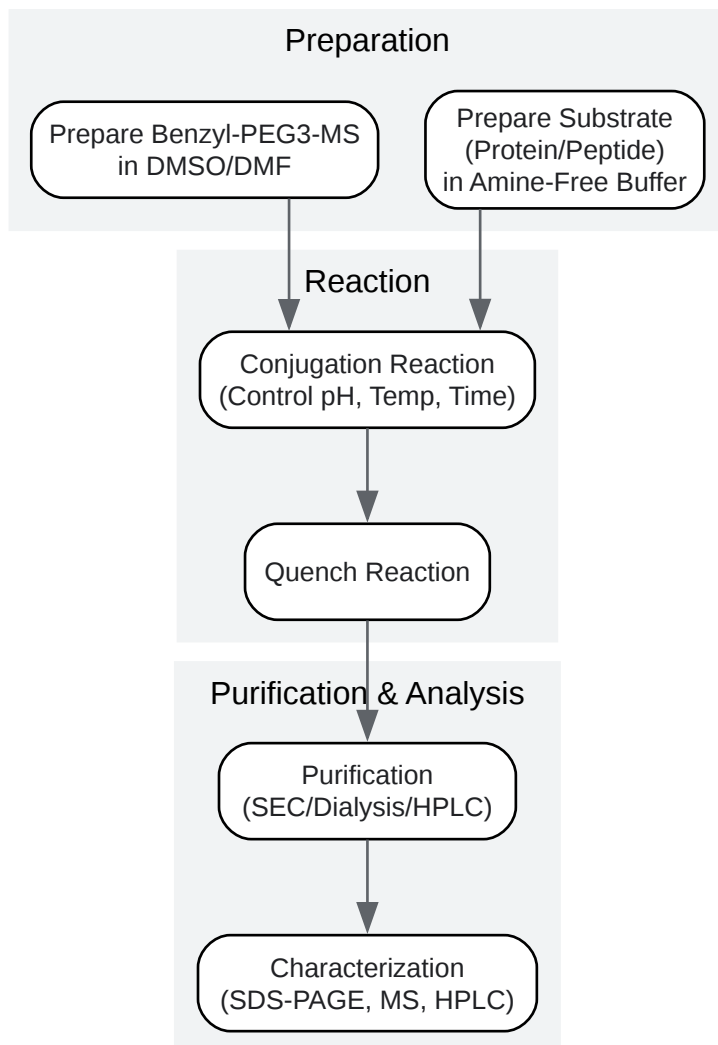 Preparation
Prepare Benzyl-PEG3-MS
in DMSO/DMF
Prepare Substrate
(Protein/Peptide)
in Amine-Free Buffer
Reaction
Conjugation Reaction
(Control pH, Temp, Time)
Quench Reaction
Purification & Analysis
Purification
(SEC/Dialysis/HPLC)
Characterization
(SDS-PAGE, MS, HPLC)